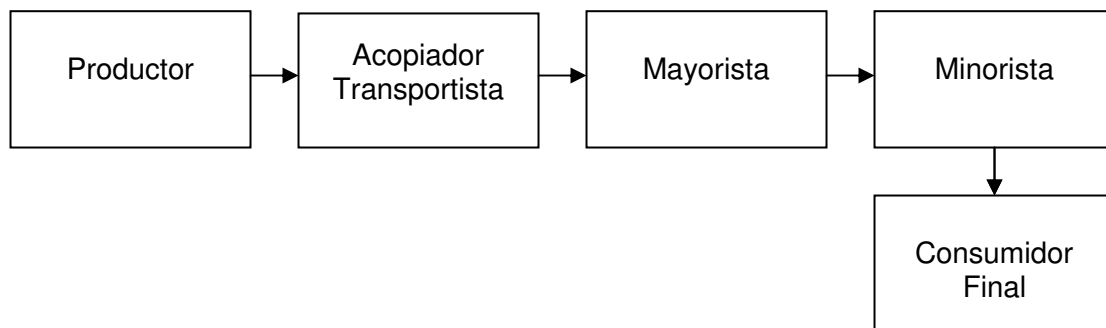 Productor
Acopiador
Transportista
Mayorista
Minorista
Consumidor
Final